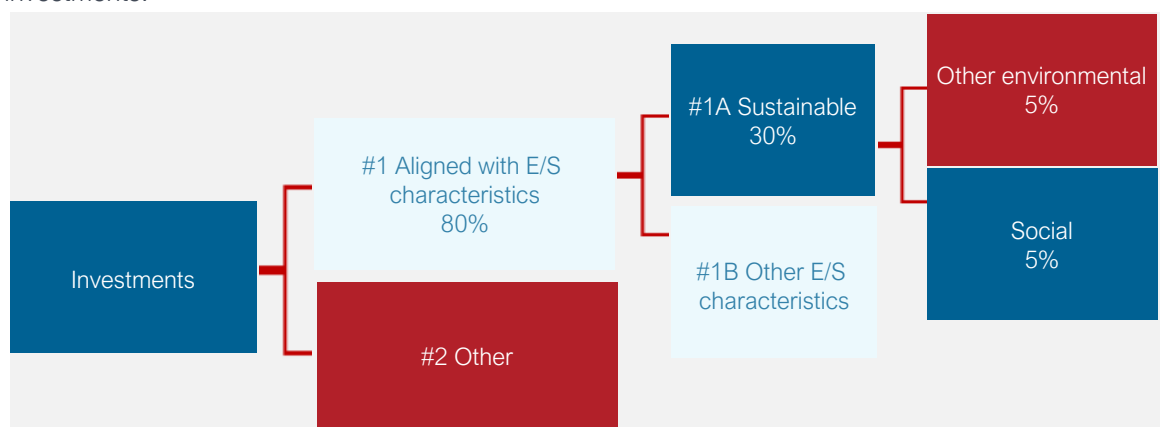 Investments
#1 Aligned with E/S
characteristics
80%
#2 Other
#1A Sustainable
30%
#1B Other E/S
characteristics
Other environmental
5%
Social
5%